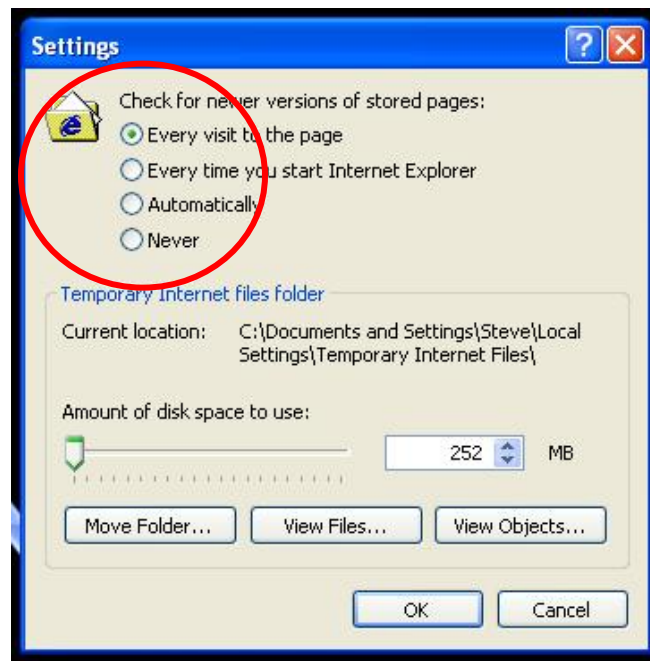 Settings
Check for newer versions of stored pages:
Every visit to the page
Every time you start Internet Explorer
Automatically
Never
Temporary Internet files folder
Current location: C:\Documents and Settings\Steve\Local
Settings\Temporary Internet Files\
Amount of disk space to use:
252 MB
Move Folder... View Files... View Objects...
OK Cancel